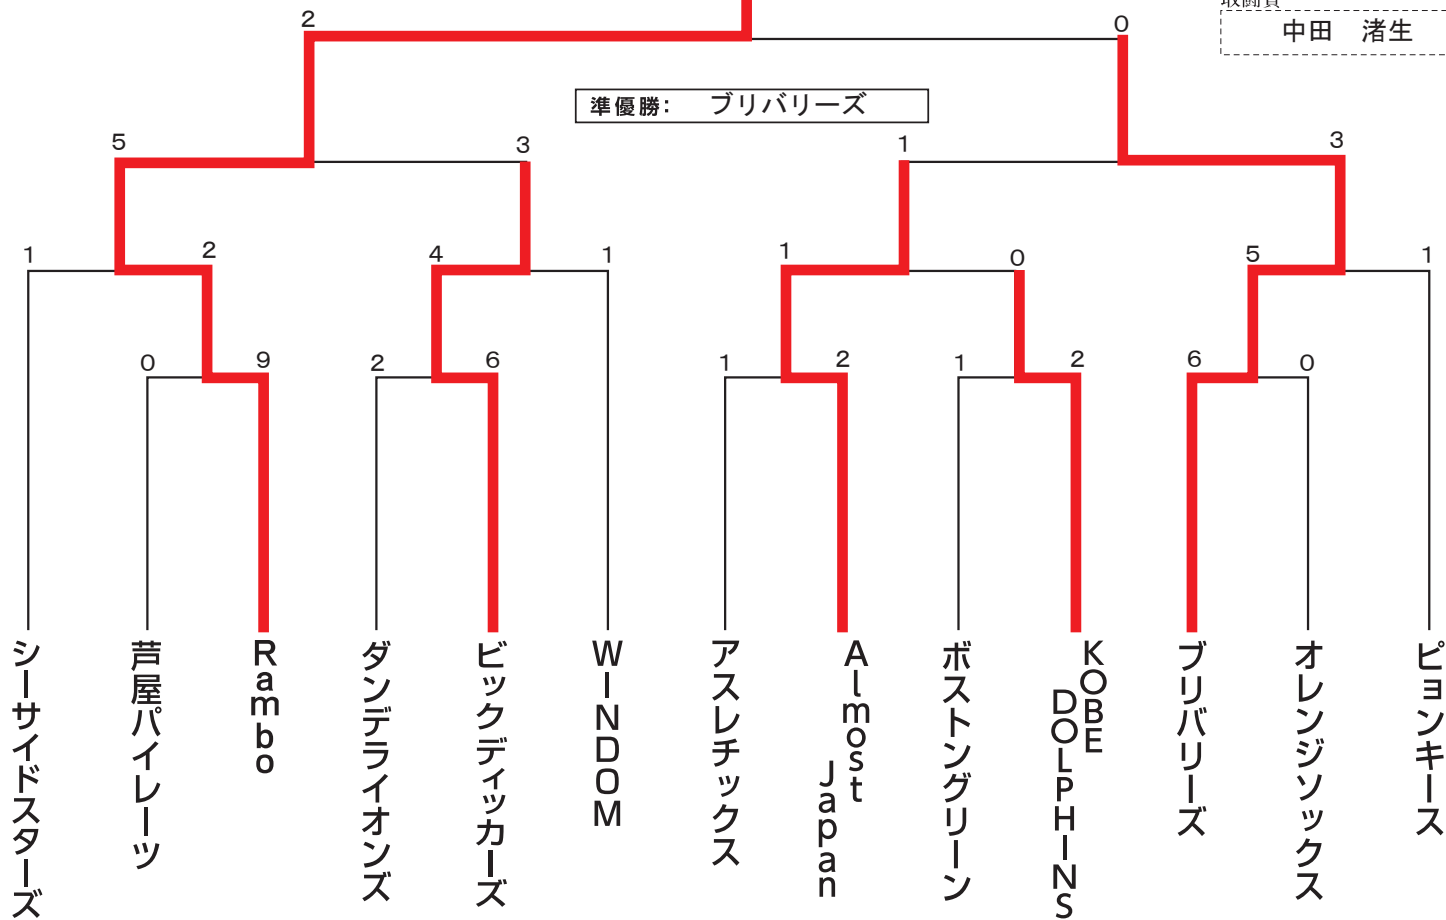 中田 渚生
2
0
準優勝： ブリバリーズ
5
3
1
3
1
2
4
1
1
0
5
1
0
9
2
6
1
2
1
2
6
0
シーサイドスターズ
芦屋パイレーツ
Rambo
ダンデライオンズ
ビックディッカーズ
WINDOM
アスレチックス
Almost
Japan
ボストングリーン
KOBE
DOLPHINS
ブリバリーズ
オレンジソックス
ピョンキース